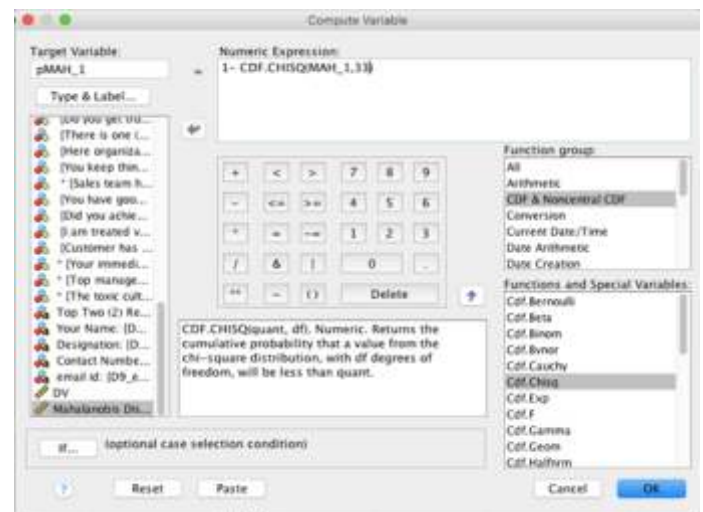 Compute Variable
Target Variable:
pMAH_1
Type & Label...
=
Numeric Expression:
1- CDF.CHISQ(MAH_1,33)
[Do you get tru...
[There is one (...
[Here organiza...
[You keep thin...
* [Sales team h...
[You have goo...
[Did you achie...
[I am treated v...
[Customer has ...
* [Your immedi...
* [Top manage...
* [The toxic cult...
Top Two (2) Re...
Your Name: [D...
Designation: [D...
Contact Numbe...
email id: [D9_e...
DV
Mahalanobis Dis...
+ < > 7 8 9
- <= >= 4 5 6
* = ~= 1 2 3
/ & | 0 .
** ~ () Delete
CDF.CHISQ(quant, df). Numeric. Returns the
cumulative probability that a value from the
chi-square distribution, with df degrees of
freedom, will be less than quant.
Function group:
All
Arithmetic
CDF & Noncentral CDF
Conversion
Current Date/Time
Date Arithmetic
Date Creation
Functions and Special Variables:
Cdf.Bernoulli
Cdf.Beta
Cdf.Binom
Cdf.Bvnor
Cdf.Cauchy
Cdf.Chisq
Cdf.Exp
Cdf.F
Cdf.Gamma
Cdf.Geom
Cdf.Halfnrm
If... (optional case selection condition)
? Reset Paste Cancel OK